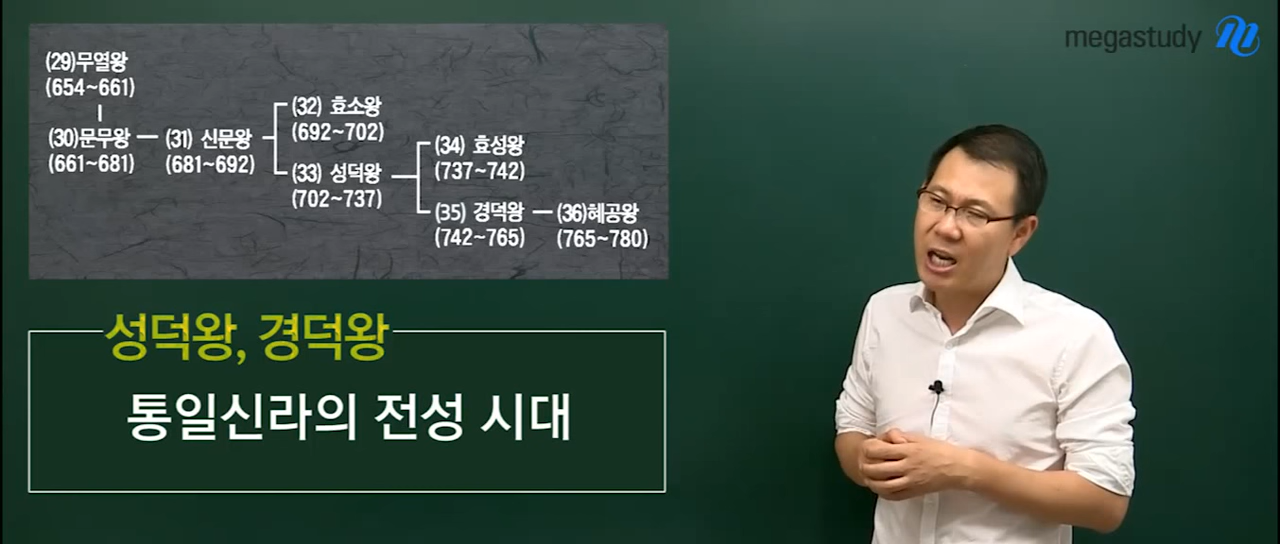 (29)무열왕
(654~661)
(30)문무왕
(661~681)
(31) 신문왕
(681~692)
(32) 효소왕
(692~702)
(33) 성덕왕
(702~737)
(34) 효성왕
(737~742)
(35) 경덕왕
(742~765)
(36)혜공왕
(765~780)
성덕왕, 경덕왕
통일신라의 전성 시대
megastudy